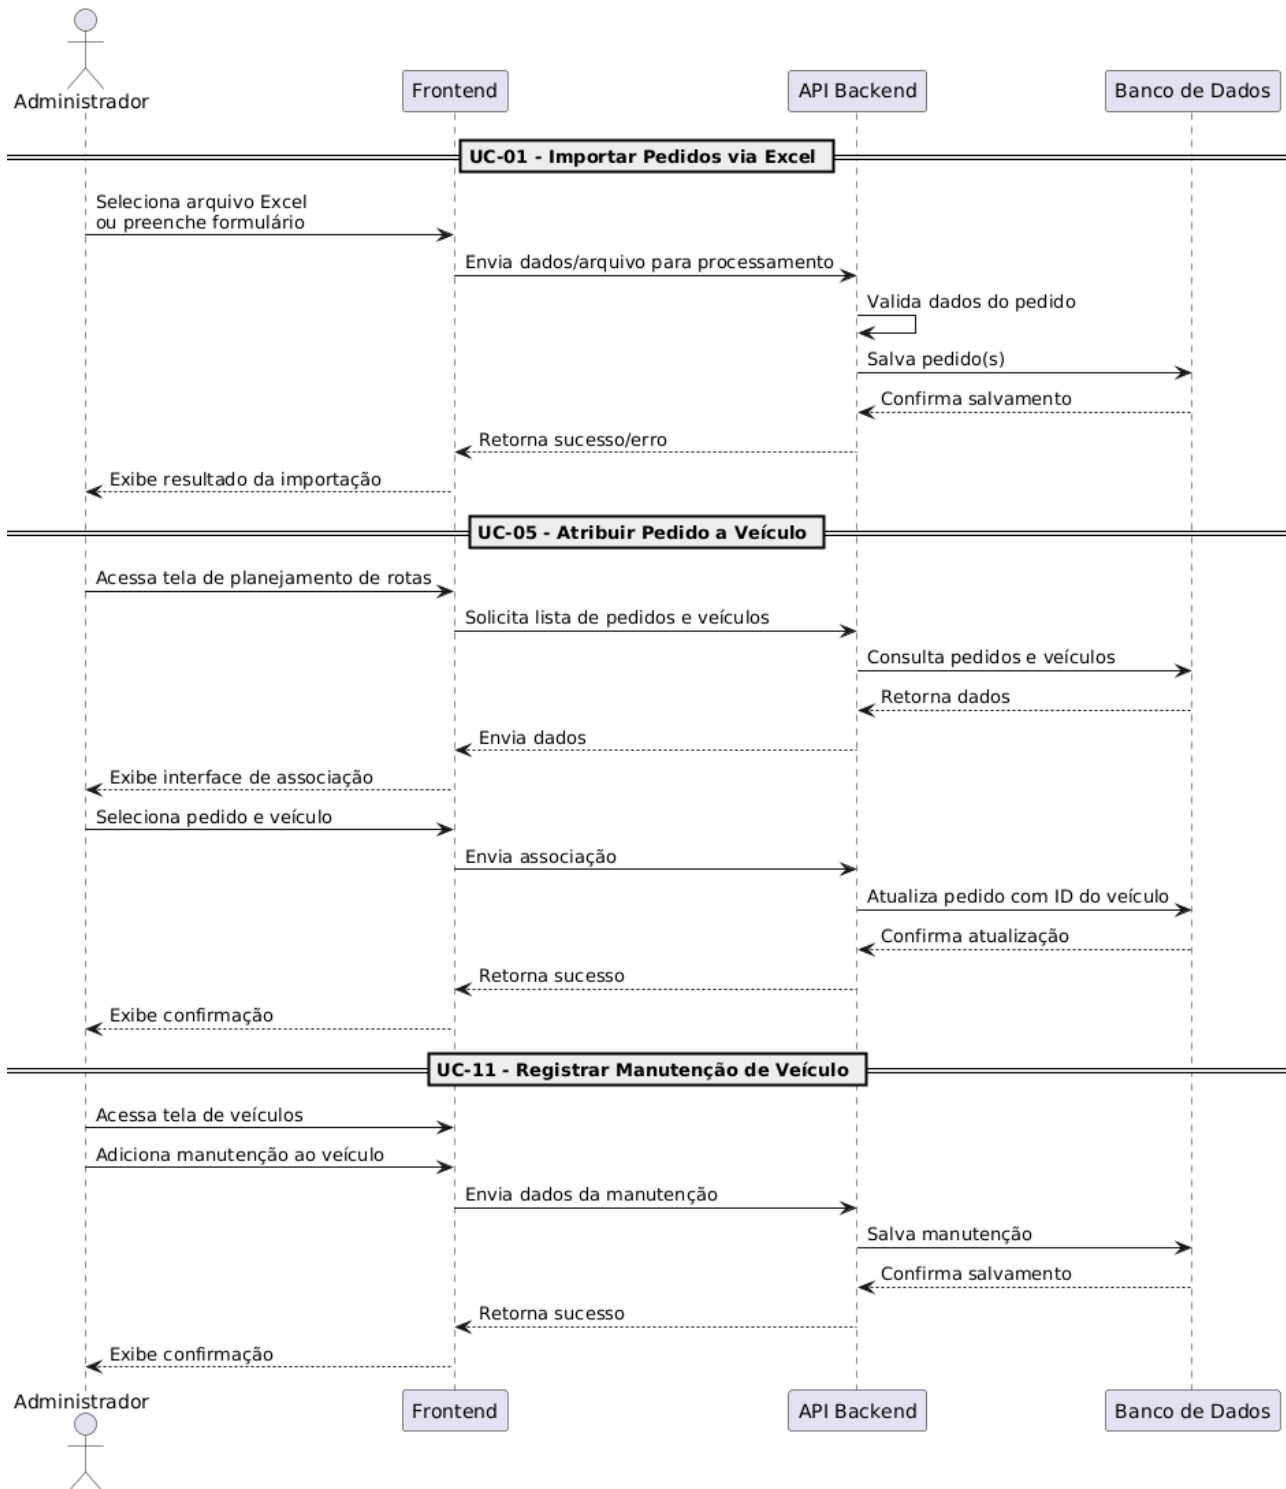 Administrador
Frontend
API Backend
Banco de Dados
UC-01 - Importar Pedidos via Excel
Seleciona arquivo Excel
ou preenche formulário
Envia dados/arquivo para processamento
Valida dados do pedido
Salva pedido(s)
Confirma salvamento
Retorna sucesso/erro
Exibe resultado da importação
UC-05 - Atribuir Pedido a Veículo
Acessa tela de planejamento de rotas
Solicita lista de pedidos e veículos
Consulta pedidos e veículos
Retorna dados
Envia dados
Exibe interface de associação
Seleciona pedido e veículo
Envia associação
Atualiza pedido com ID do veículo
Confirma atualização
Retorna sucesso
Exibe confirmação
UC-11 - Registrar Manutenção de Veículo
Acessa tela de veículos
Adiciona manutenção ao veículo
Envia dados da manutenção
Salva manutenção
Confirma salvamento
Retorna sucesso
Exibe confirmação
Administrador
Frontend
API Backend
Banco de Dados